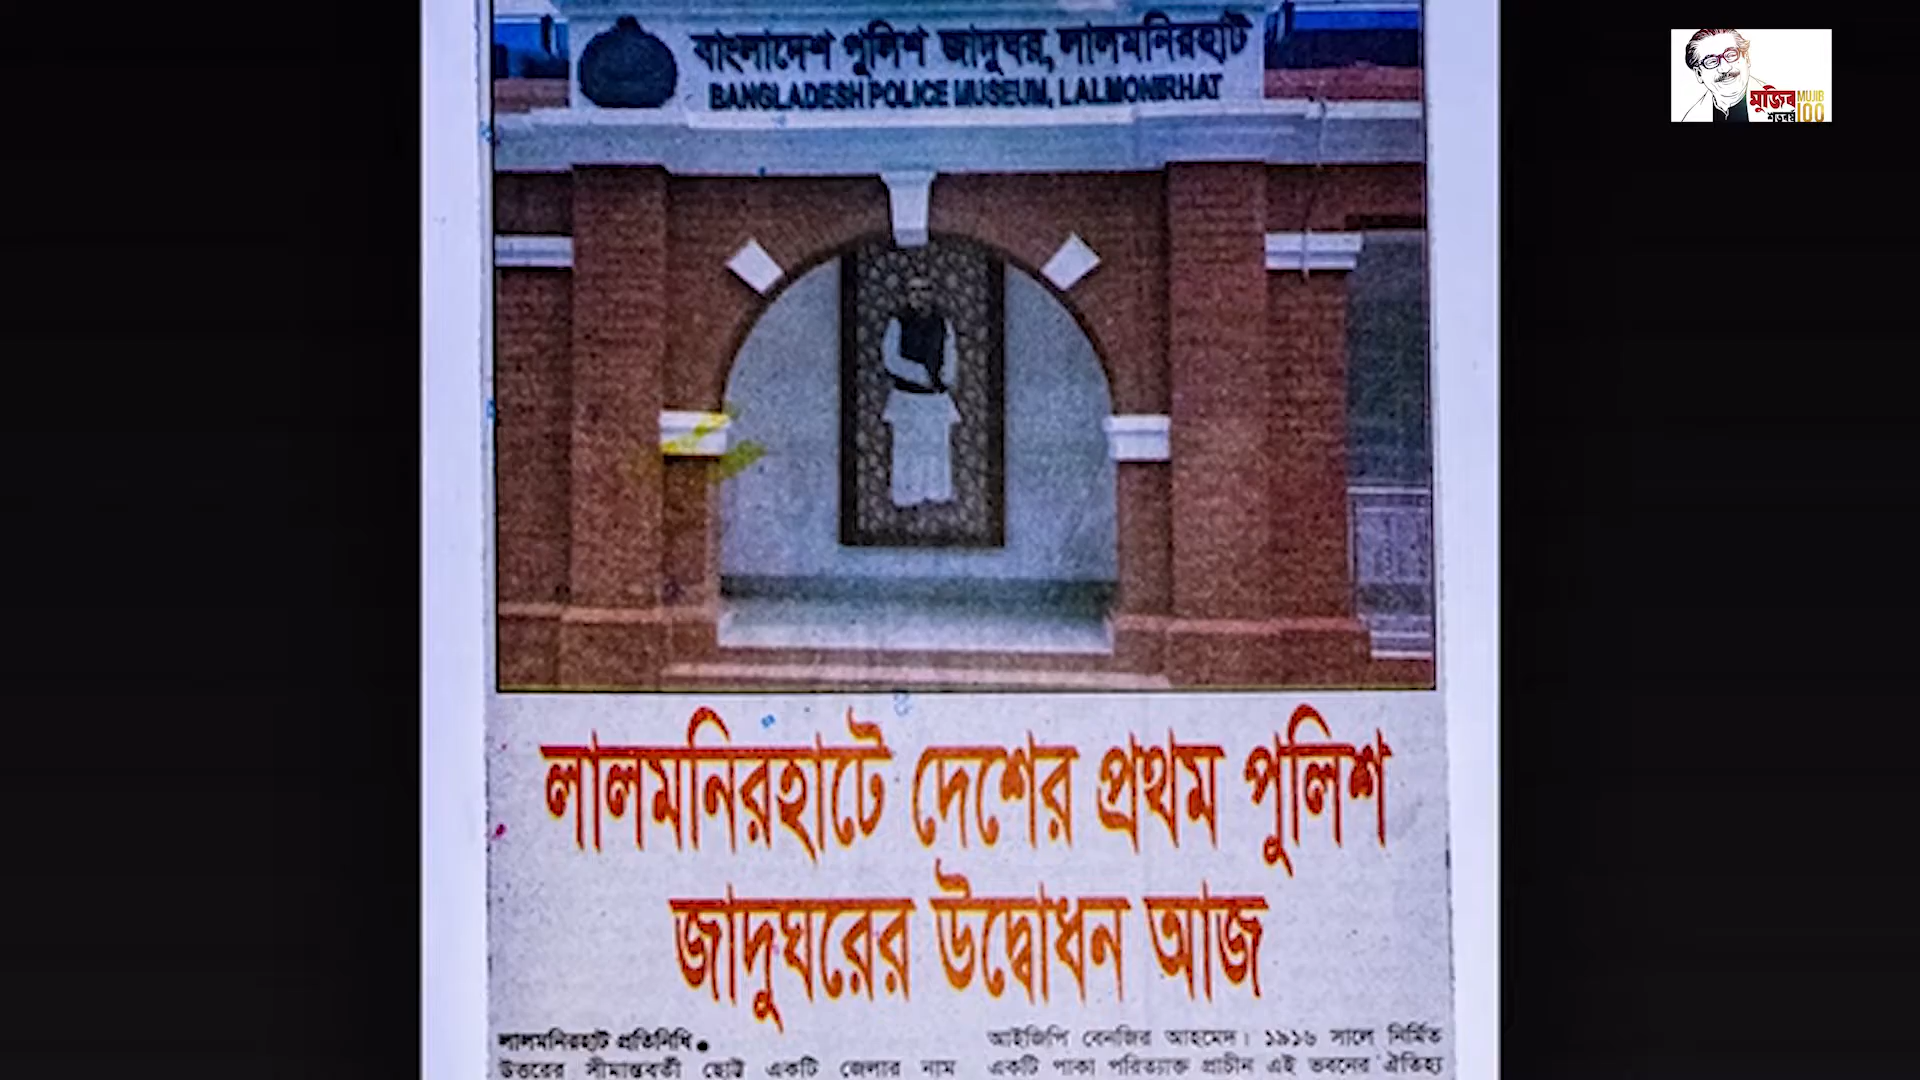 বাংলাদেশ পুলিশ জাদুঘর, লালমনিরহাট
BANGLADESH POLICE MUSEUM, LALMONIRHAT
মুজিব
শতবর্ষ
MUJIB
100
লালমনিরহাটে দেশের প্রথম পুলিশ
জাদুঘরের উদ্বোধন আজ
লালমনিরহাট প্রতিনিধি ●
উত্তরের সীমান্তবর্তী ছোট্ট একটি জেলার নাম
আইজিপি বেনজির আহমেদ। ১৯১৬ সালে নির্মিত
একটি পাকা পরিত্যক্ত প্রাচীন এই ভবনের ঐতিহ্য